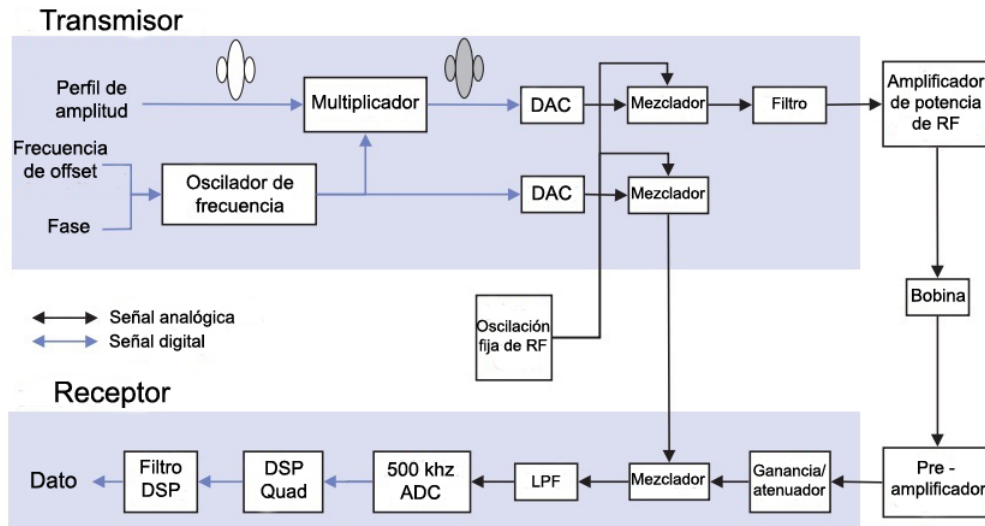 Transmisor
Perfil de
amplitud
Multiplicador
DAC
Mezclador
Filtro
Amplificador
de potencia
de RF
Frecuencia
de offset
Fase
Oscilador de
frecuencia
DAC
Mezclador
Bobina
Señal analógica
Señal digital
Oscilación
fija de RF
Receptor
Dato
Filtro
DSP
DSP
Quad
500 khz
ADC
LPF
Mezclador
Ganancia/
atenuador
Pre -
amplificador